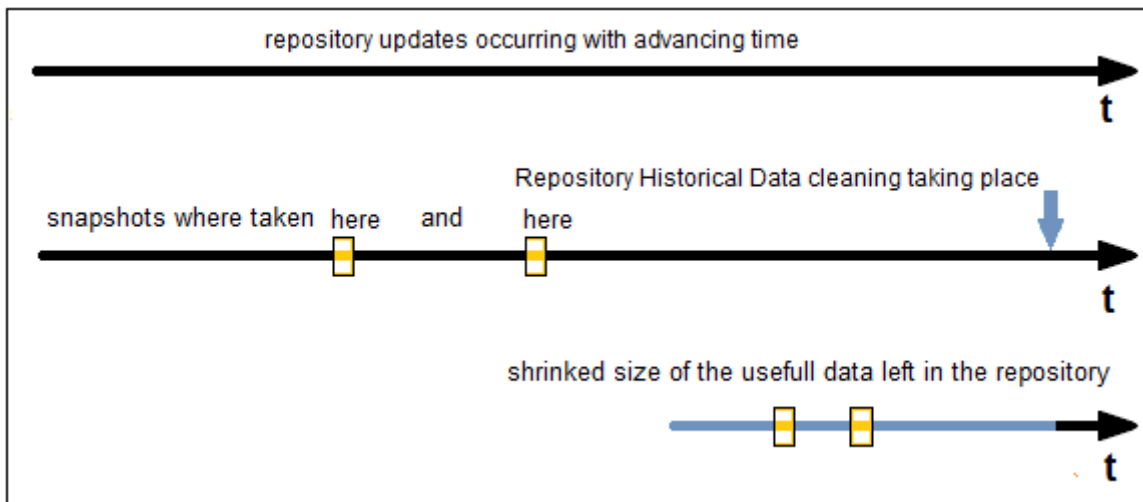 repository updates occurring with advancing time
t
Repository Historical Data cleaning taking place
snapshots where taken here and here
t
shrinked size of the usefull data left in the repository
t